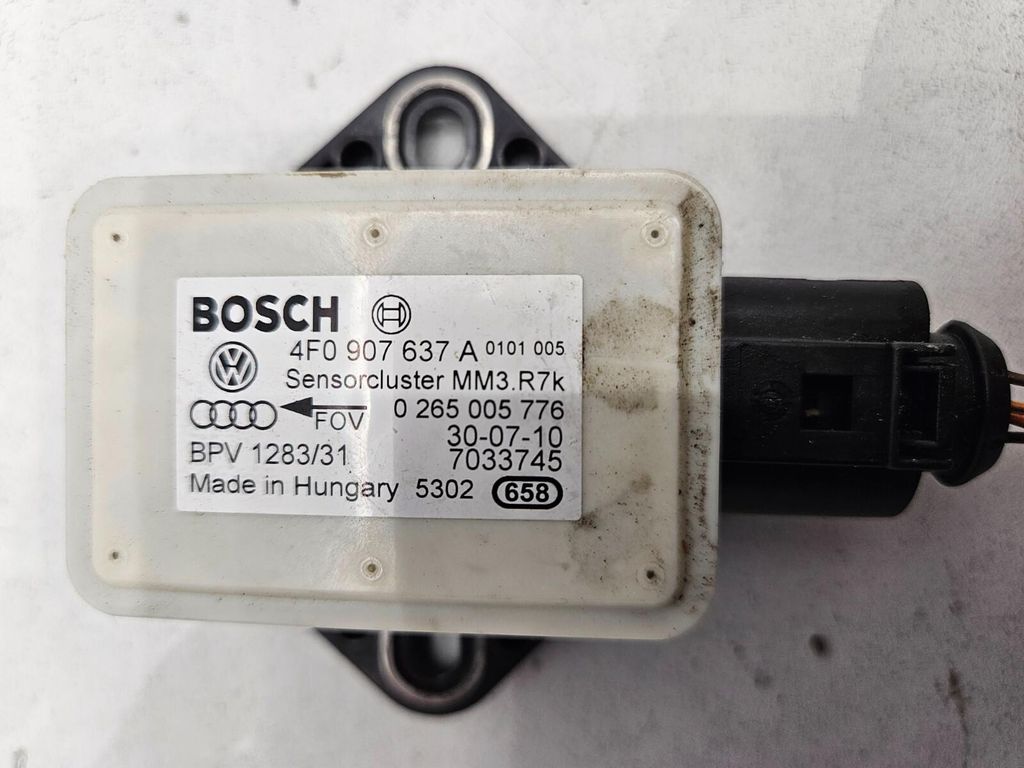 BOSCH
4F0 907 637 A 0101 005
Sensorcluster MM3.R7k
FOV 0 265 005 776
30-07-10
BPV 1283/31 7033745
Made in Hungary 5302 658